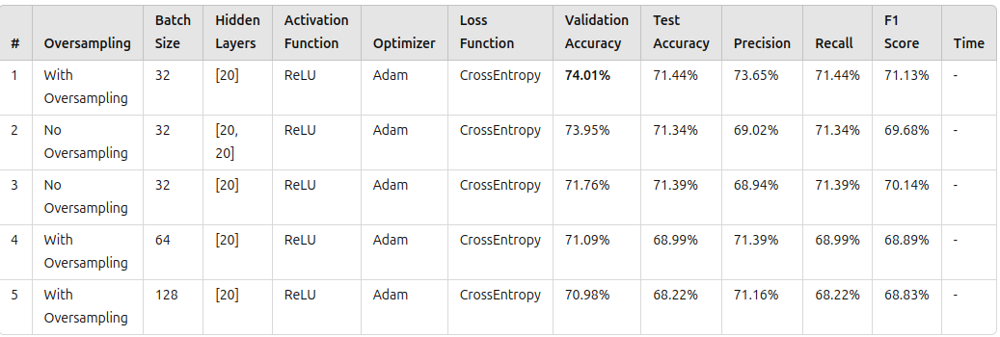 # Oversampling Batch Size Hidden Layers Activation Function Optimizer Loss Function Validation Accuracy Test Accuracy Precision Recall F1 Score Time
1 With Oversampling 32 [20] ReLU Adam CrossEntropy 74.01% 71.44% 73.65% 71.44% 71.13% -
2 No Oversampling 32 [20, 20] ReLU Adam CrossEntropy 73.95% 71.34% 69.02% 71.34% 69.68% -
3 No Oversampling 32 [20] ReLU Adam CrossEntropy 71.76% 71.39% 68.94% 71.39% 70.14% -
4 With Oversampling 64 [20] ReLU Adam CrossEntropy 71.09% 68.99% 71.39% 68.99% 68.89% -
5 With Oversampling 128 [20] ReLU Adam CrossEntropy 70.98% 68.22% 71.16% 68.22% 68.83% -